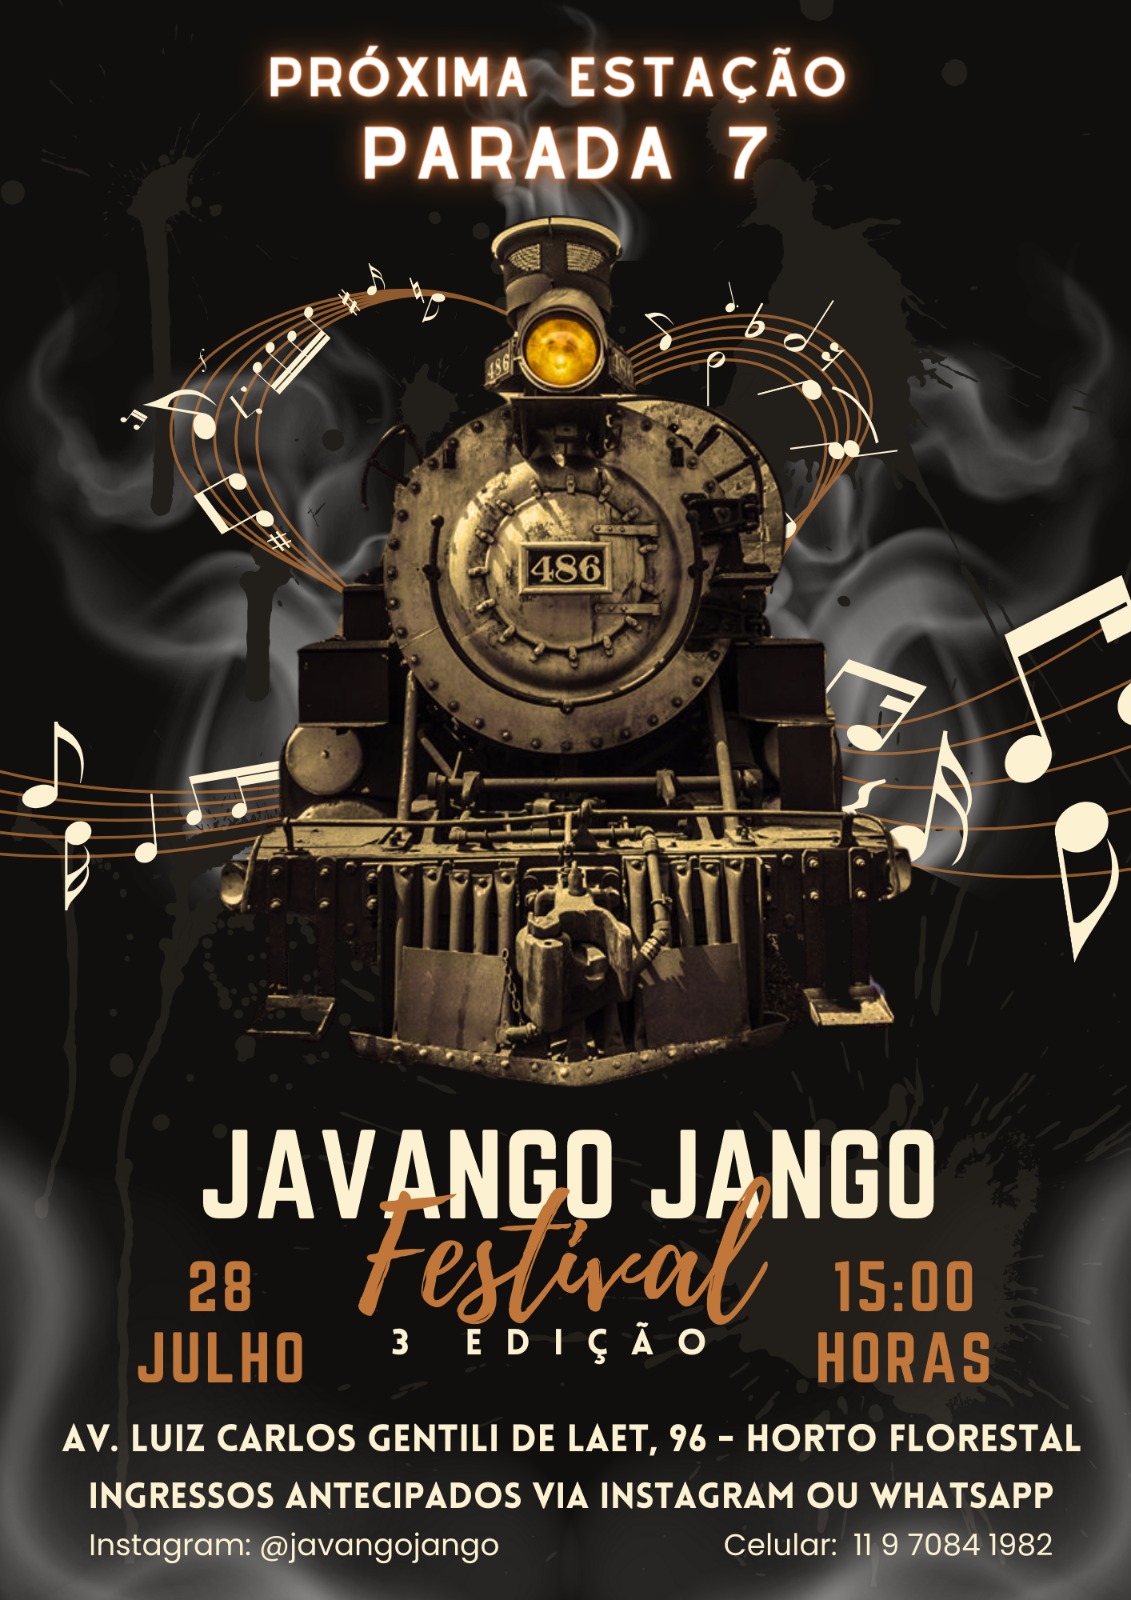 PRÓXIMA ESTAÇÃO
PARADA 7
486
486
JAVANGO JANGO
Festival
3 EDIÇÃO
28
JULHO
15:00
HORAS
AV. LUIZ CARLOS GENTILI DE LAET, 96 - HORTO FLORESTAL
INGRESSOS ANTECIPADOS VIA INSTAGRAM OU WHATSAPP
Instagram: @javangojango
Celular: 11 9 7084 1982